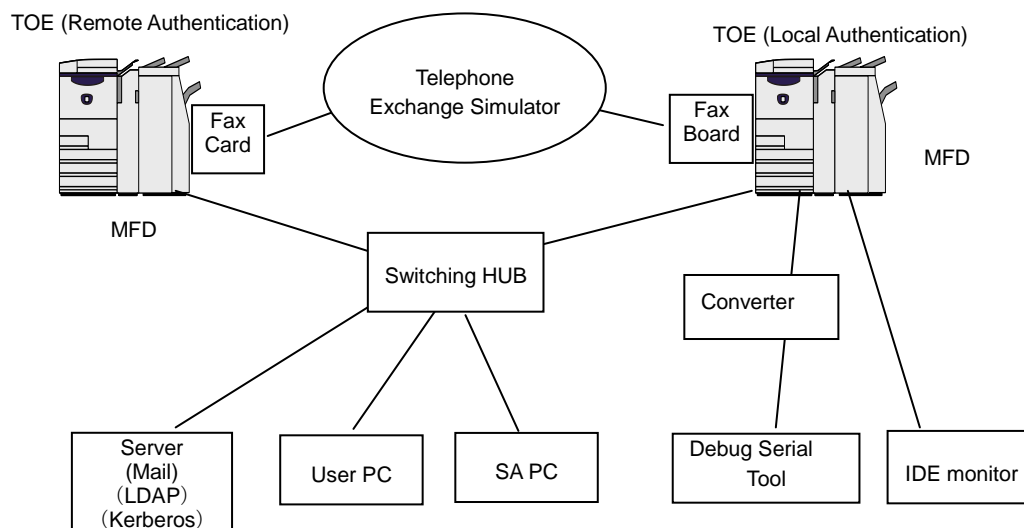 TOE (Remote Authentication)
TOE (Local Authentication)
Telephone
Exchange Simulator
Fax
Card
Fax
Board
MFD
MFD
Switching HUB
Converter
Server
(Mail)
（LDAP）
（Kerberos）
User PC
SA PC
Debug Serial
Tool
IDE monitor